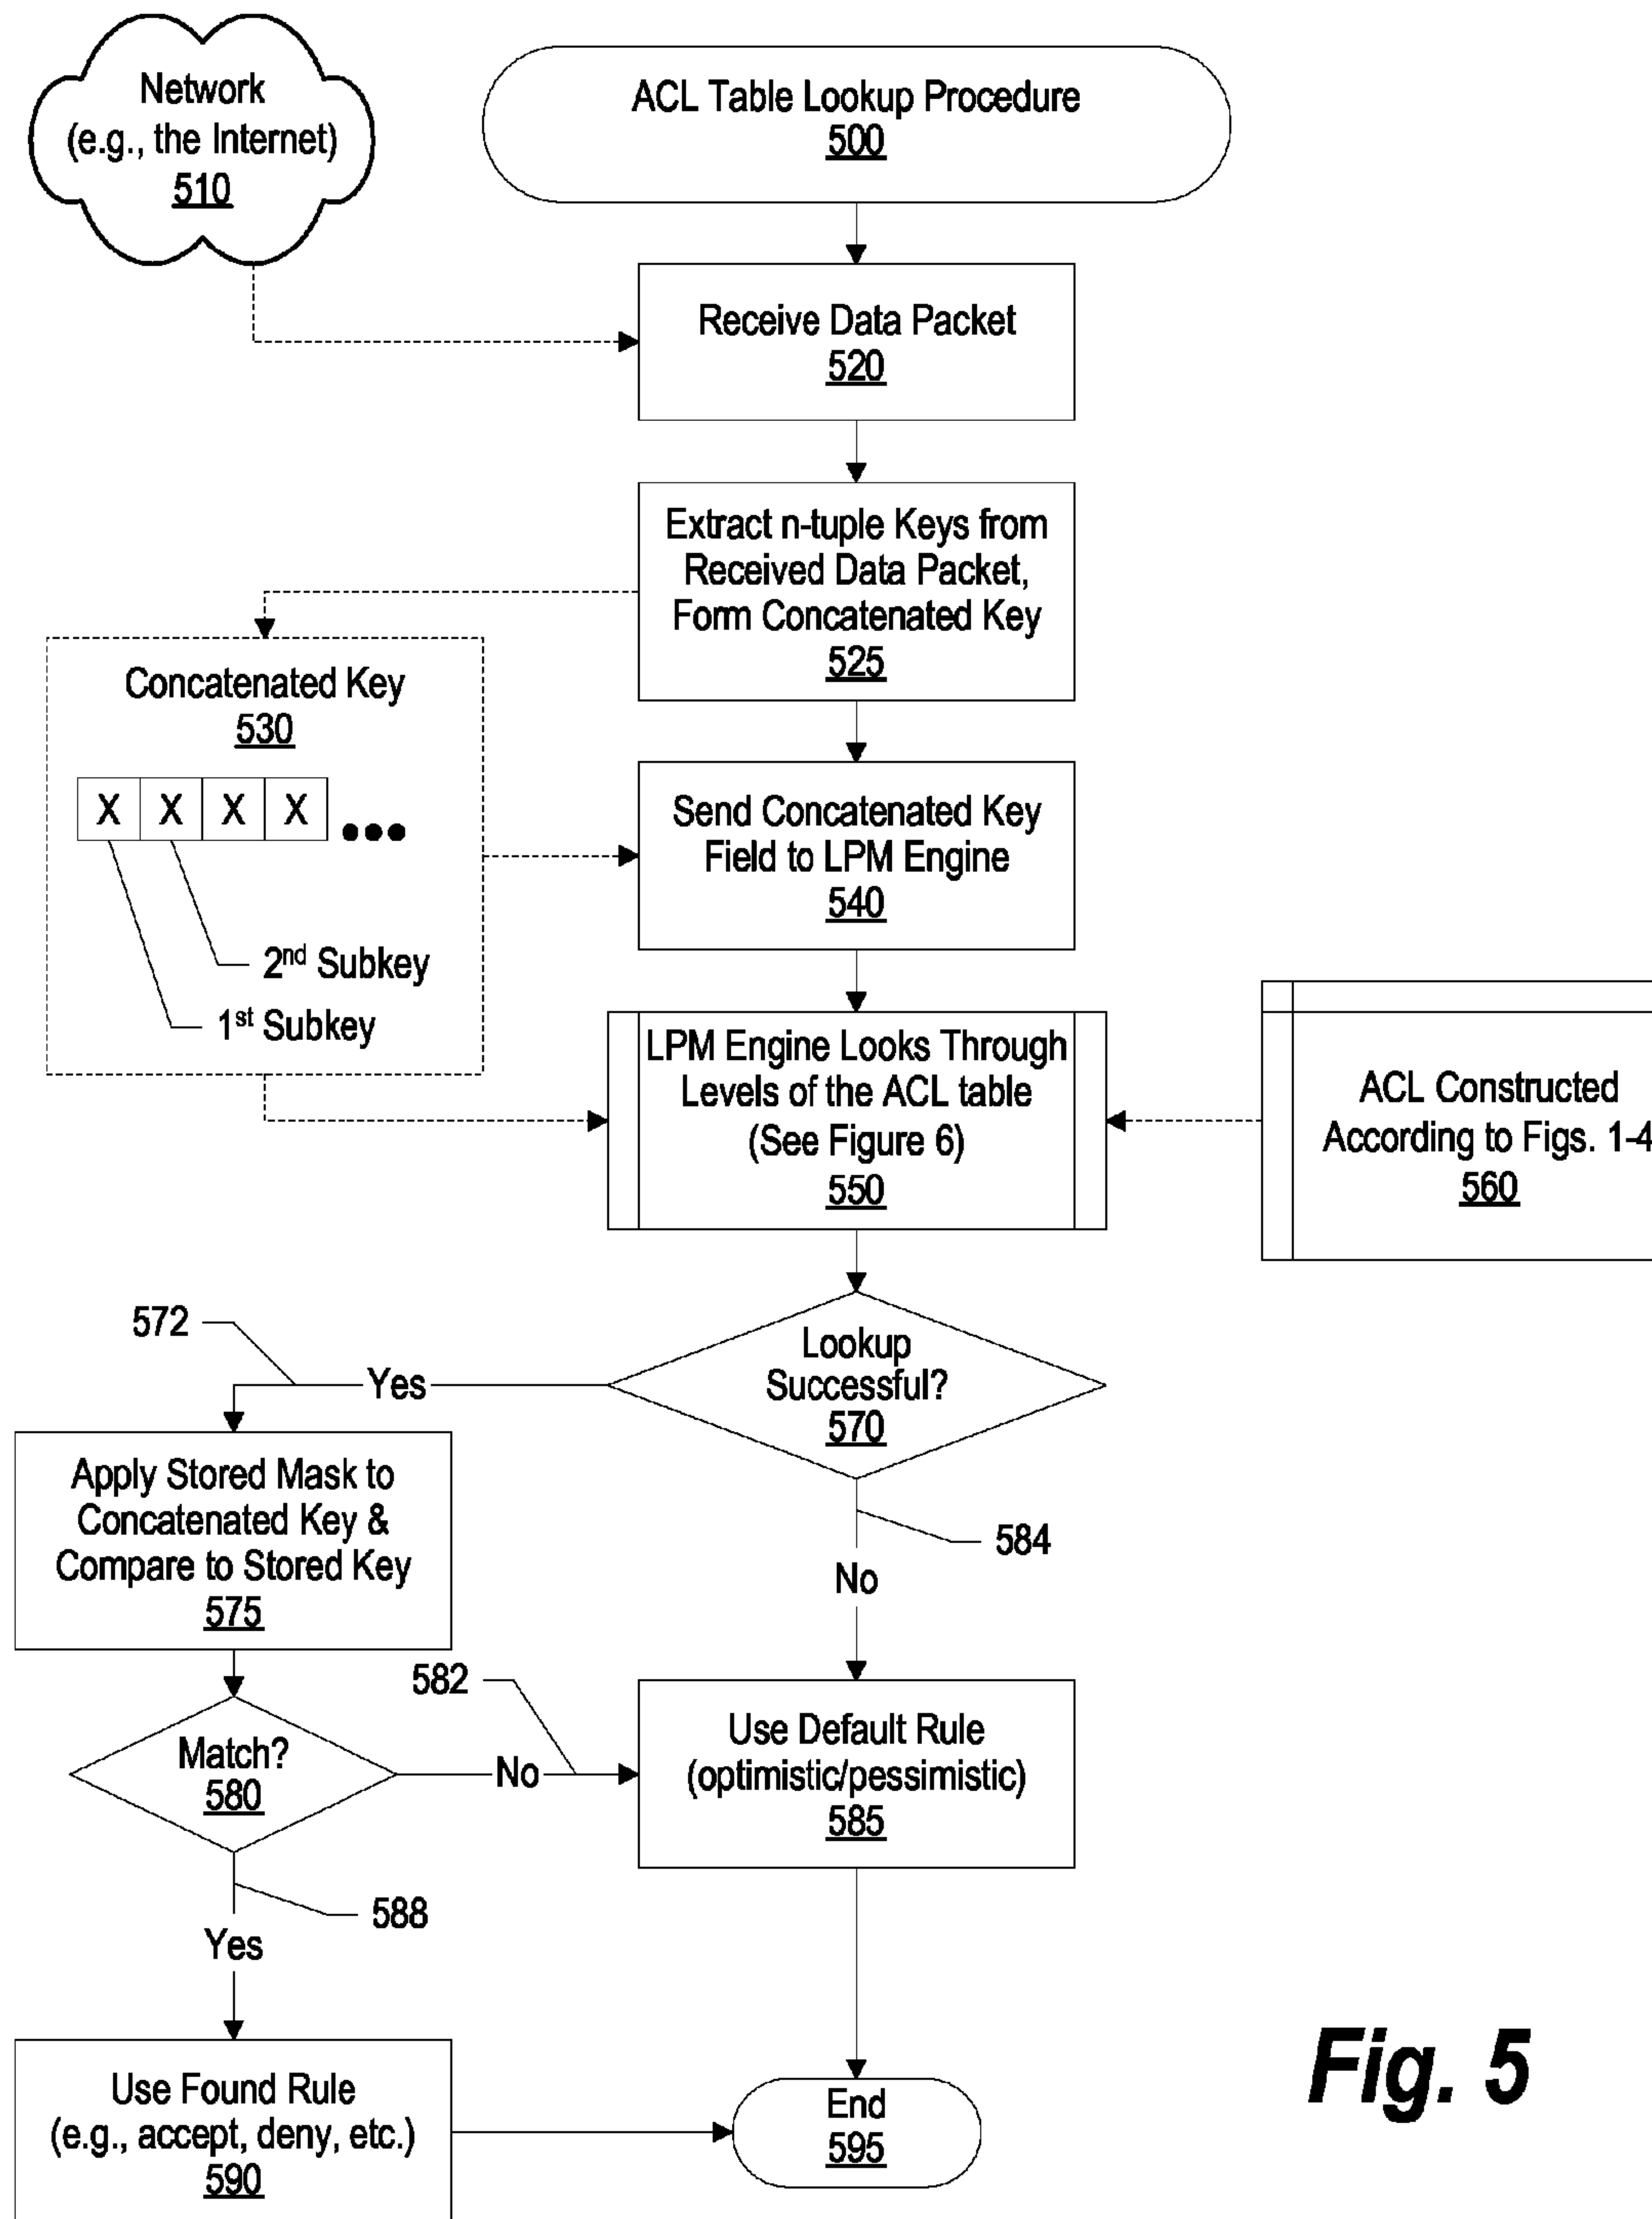 Network
(e.g., the Internet)
510
ACL Table Lookup Procedure
500
Receive Data Packet
520
Extract n-tuple Keys from
Received Data Packet,
Form Concatenated Key
525
Concatenated Key
530
X X X X •••
2nd Subkey
1st Subkey
Send Concatenated Key
Field to LPM Engine
540
LPM Engine Looks Through
Levels of the ACL table
(See Figure 6)
550
ACL Constructed
According to Figs. 1-4
560
572
Yes
Lookup
Successful?
570
Apply Stored Mask to
Concatenated Key &
Compare to Stored Key
575
584
No
582
Match?
580
No
Use Default Rule
(optimistic/pessimistic)
585
588
Yes
Use Found Rule
(e.g., accept, deny, etc.)
590
End
595
Fig. 5